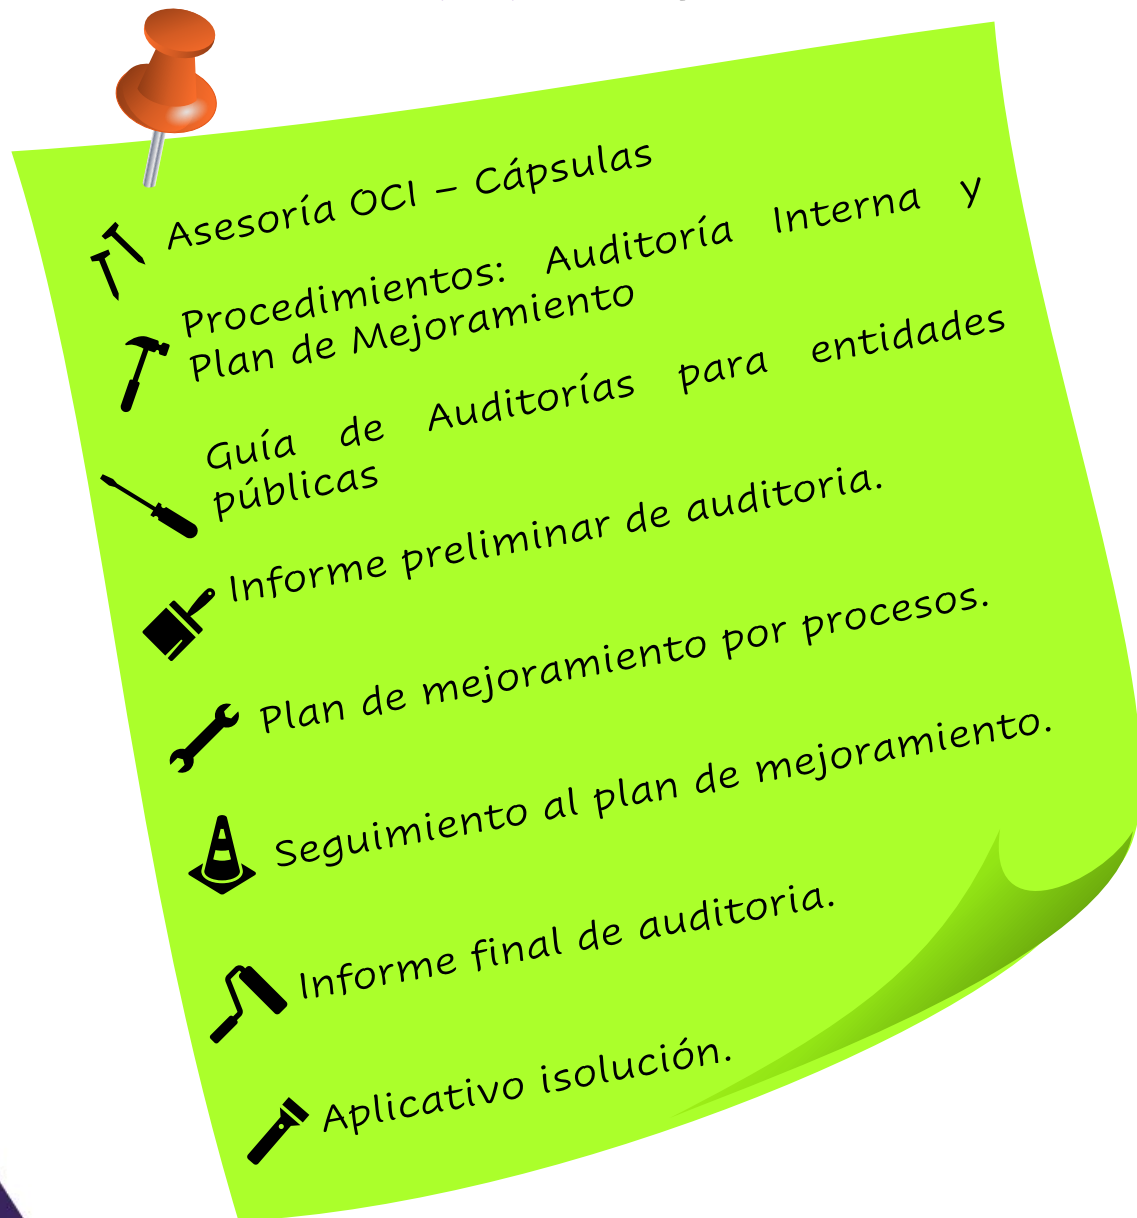 Asesoría OCI – Cápsulas
Procedimientos: Auditoría Interna y
Plan de Mejoramiento
Guía de Auditorías para entidades
públicas
Informe preliminar de auditoria.
Plan de mejoramiento por procesos.
Seguimiento al plan de mejoramiento.
Informe final de auditoria.
Aplicativo isolución.